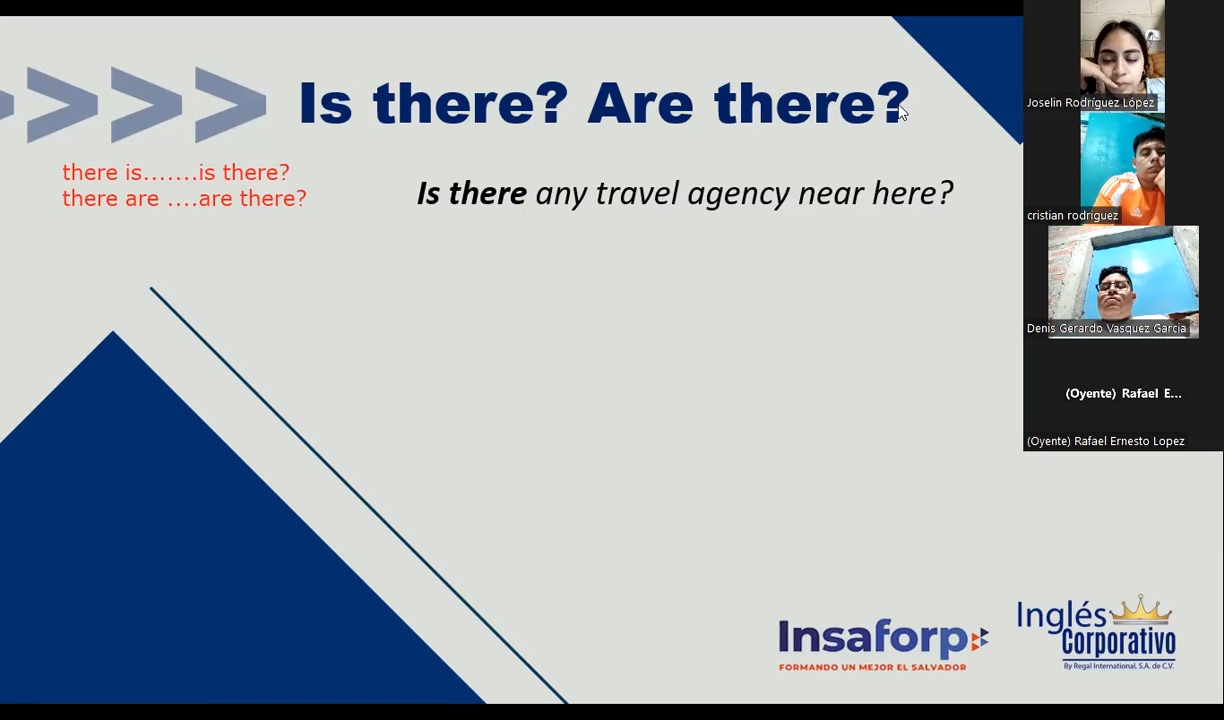 Is there? Are there?
there is.......is there?
there are ....are there?
Is there any travel agency near here?
Joselin Rodríguez López
cristian rodriguez
Denis Gerardo Vasquez Garcia
(Oyente) Rafael E...
(Oyente) Rafael Ernesto Lopez
Insaforp
FORMANDO UN MEJOR EL SALVADOR
Inglés
Corporativo
By Regal International, S.A. de C.V.